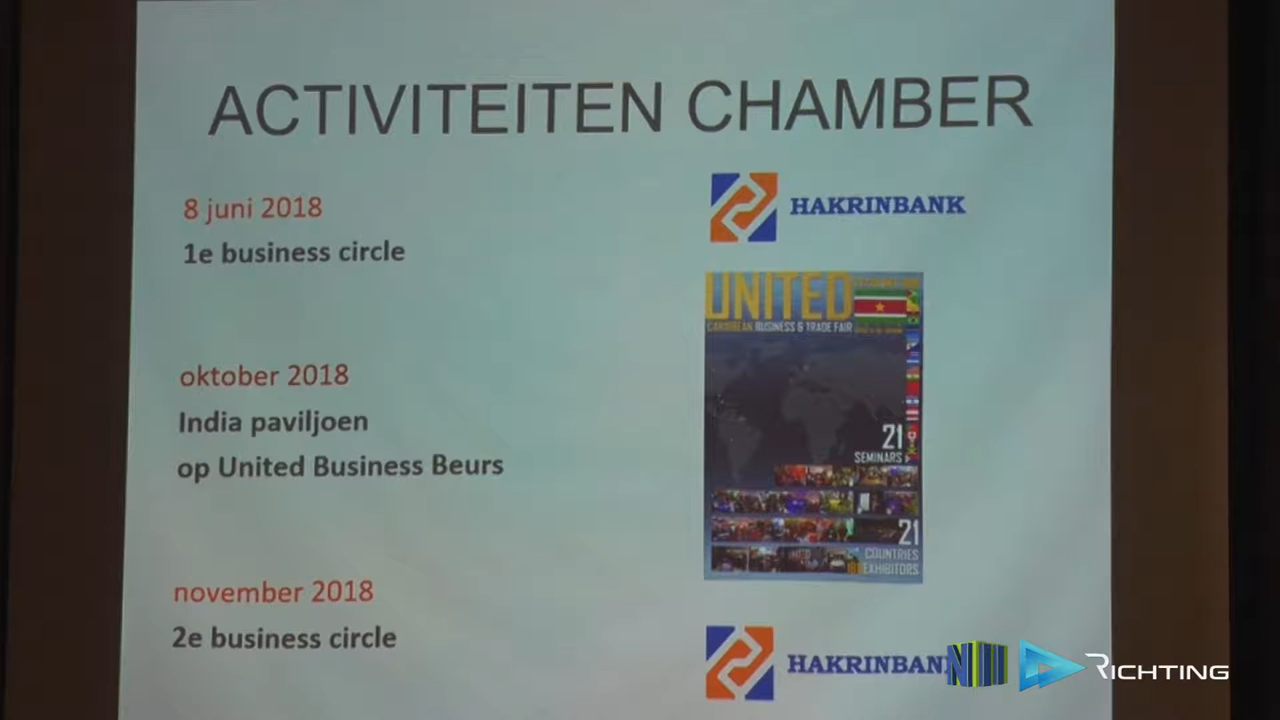 ACTIVITEITEN CHAMBER
8 juni 2018
1e business circle
HAKRINBANK
UNITED
CARIBBEAN BUSINESS & TRADE FAIR
oktober 2018
India paviljoen
op United Business Beurs
21
SEMINARS
21
COUNTRIES
EXHIBITORS
november 2018
2e business circle
HAKRINBAN
RICHTING